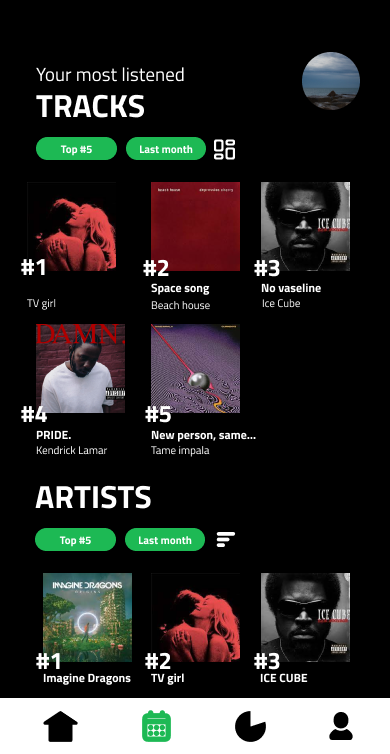 Your most listened
TRACKS
Top #5
Last month
beach house
depression cherry
ICE CUBE
#1
#2
#3
Space song
No vaseline
TV girl
Beach house
Ice Cube
DAMN.
#4
#5
PRIDE.
New person, same...
Kendrick Lamar
Tame impala
ARTISTS
Top #5
Last month
IMAGINE DRAGONS
ORIGINS
ICE CUBE
#1
#2
#3
Imagine Dragons
TV girl
ICE CUBE